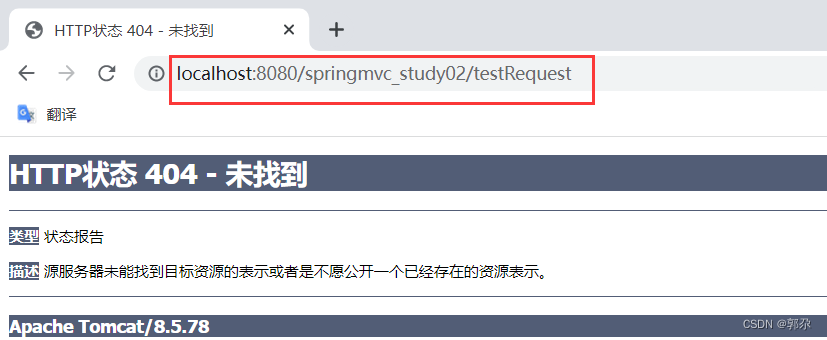 HTTP状态 404 - 未找到
localhost:8080/springmvc_study02/testRequest
翻译
HTTP状态 404 - 未找到
类型 状态报告
描述 源服务器未能找到目标资源的表示或者是不愿公开一个已经存在的资源表示。
Apache Tomcat/8.5.78
CSDN @郭尕